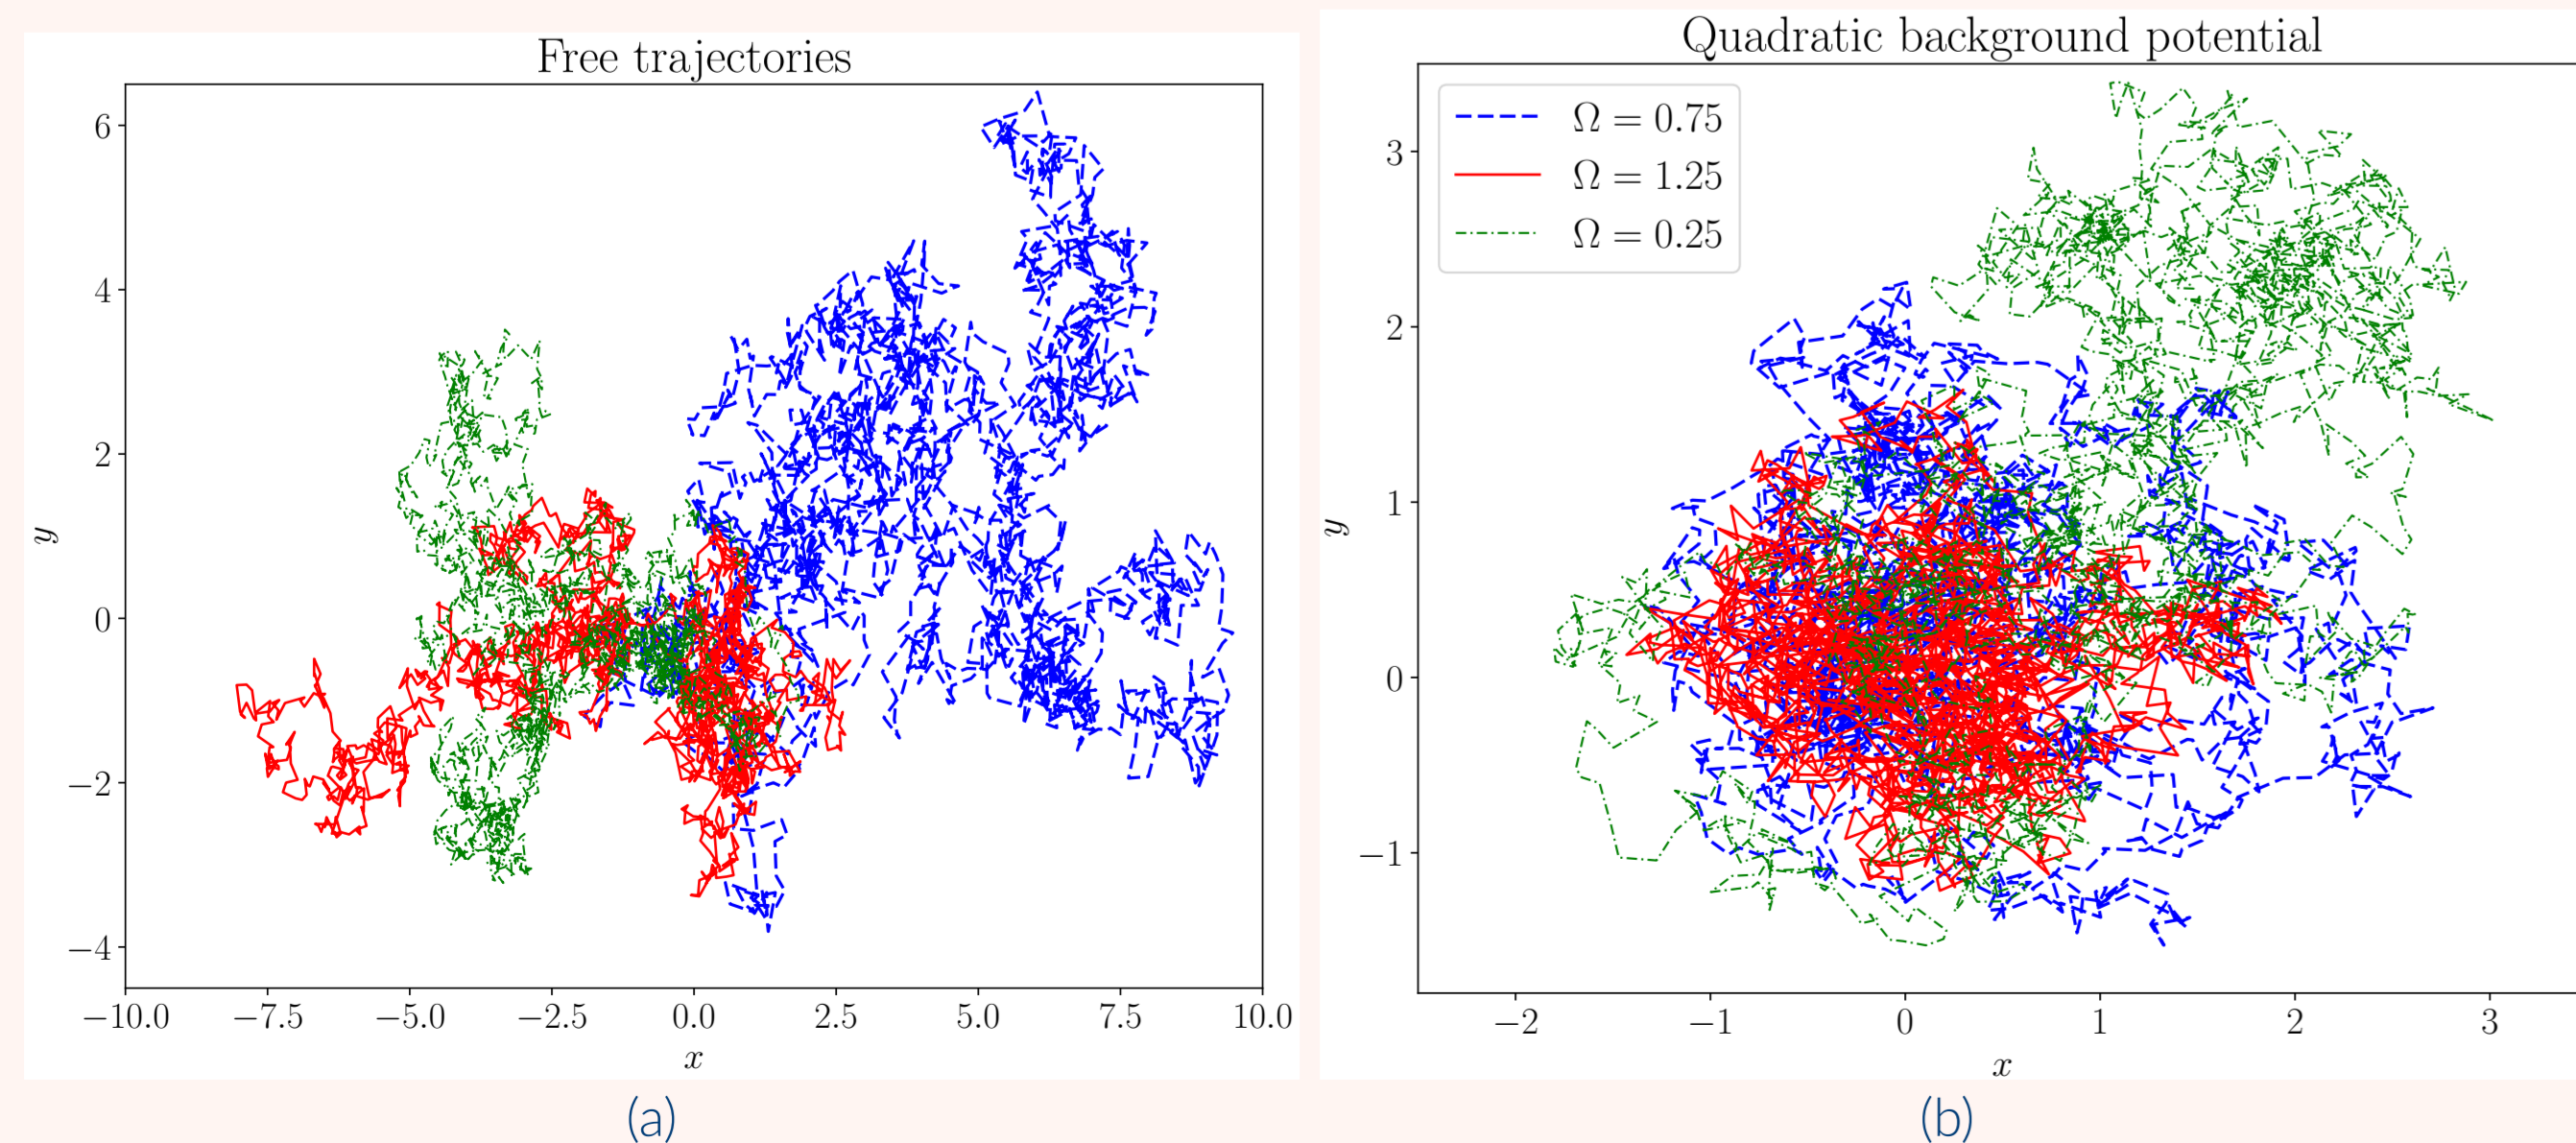 Free trajectories
6
4
2
0
−2
−4
y
−10.0 −7.5 −5.0 −2.5 0.0 2.5 5.0 7.5 10.0
x
(a)
Quadratic background potential
Ω = 0.75
Ω = 1.25
Ω = 0.25
3
2
1
0
−1
y
−2 −1 0 1 2 3
x
(b)